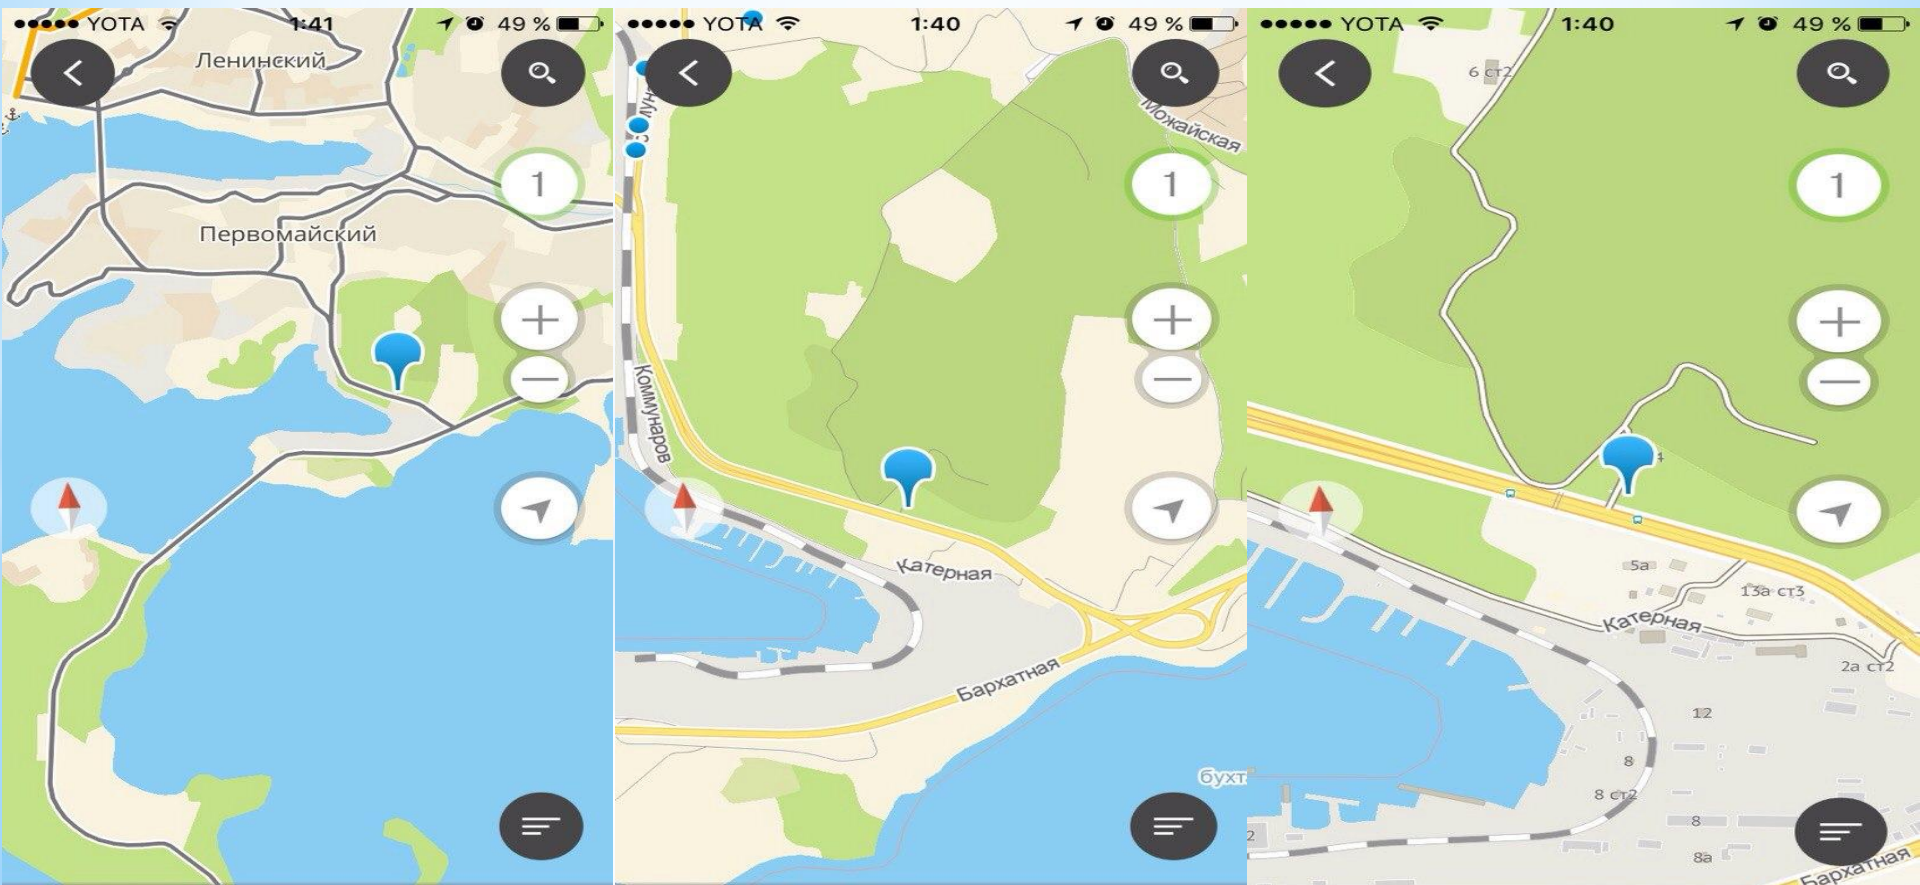 YOTA 1:41 49 %
Ленинский
1
Первомайский
YOTA 1:40 49 %
Можайская
1
Коммунаров
Катерная
Бархатная
YOTA 1:40 49 %
6 ст2
1
5а
13а ст3
Катерная
2а ст2
12
8
8 ст2
8
8а
2
Бархатная